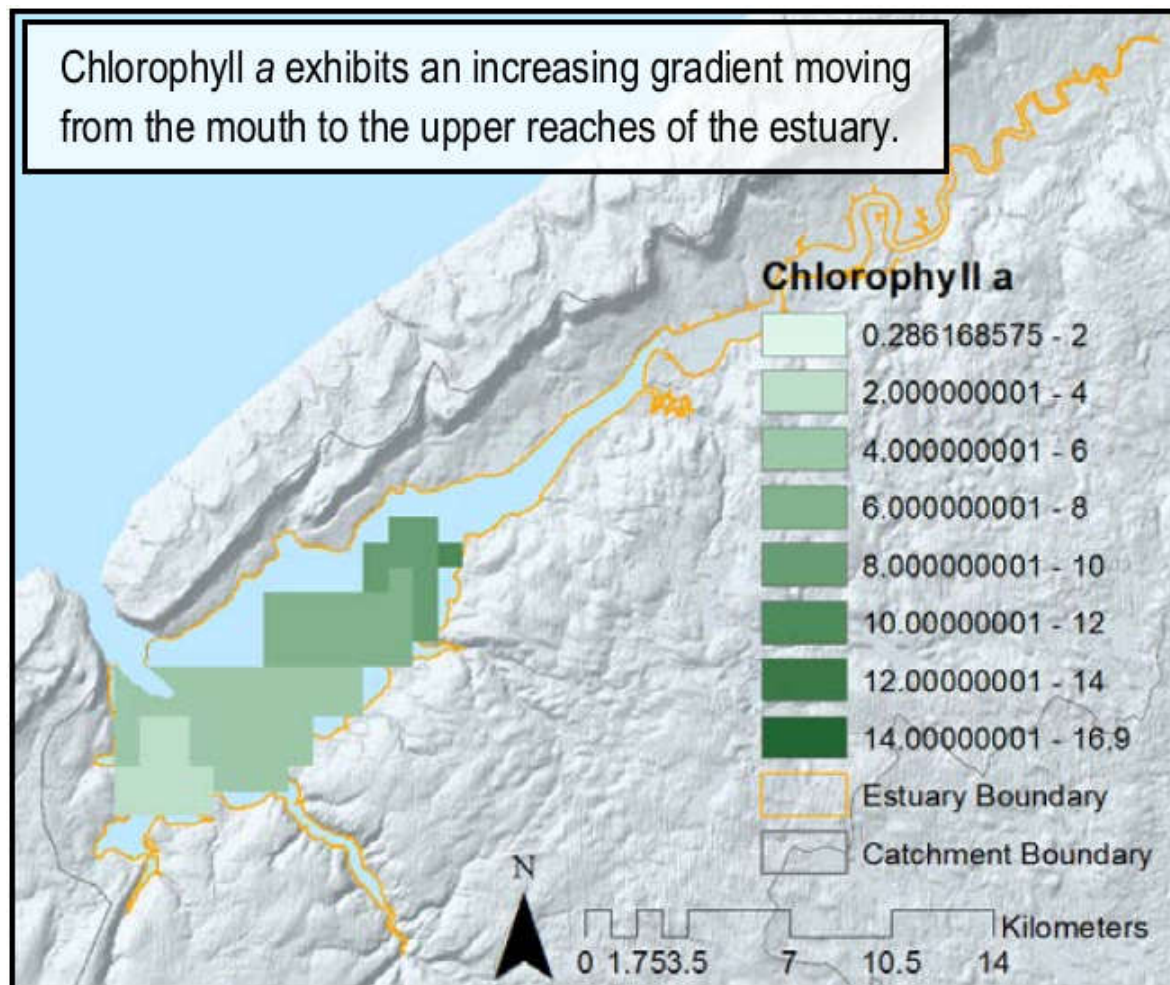 Chlorophyll a exhibits an increasing gradient moving
from the mouth to the upper reaches of the estuary.
Chlorophyll a
0.286168575 - 2
2.000000001 - 4
4.000000001 - 6
6.000000001 - 8
8.000000001 - 10
10.00000001 - 12
12.00000001 - 14
14.00000001 - 16.9
Estuary Boundary
Catchment Boundary
N
Kilometers
0 1.753.5 7 10.5 14